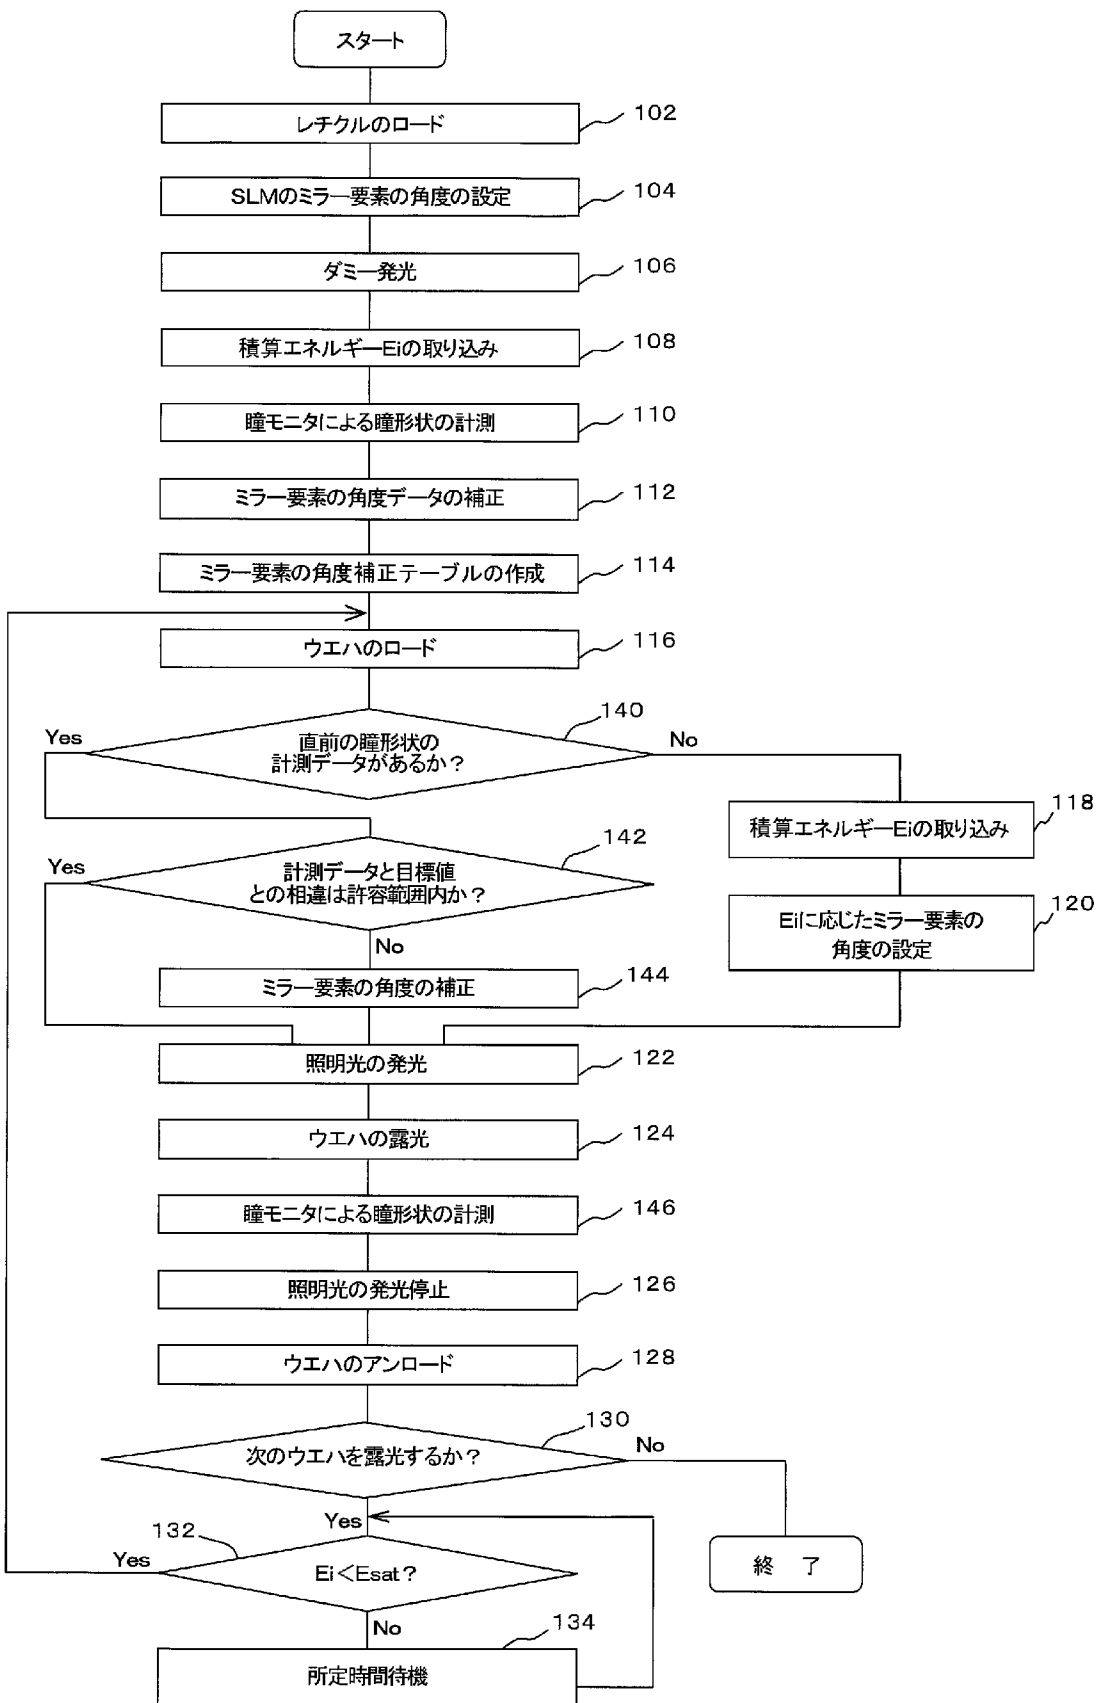 スタート
レチクルのロード
102
SLMのミラー要素の角度の設定
104
ダミー発光
106
積算エネルギーEiの取り込み
108
瞳モニタによる瞳形状の計測
110
ミラー要素の角度データの補正
112
ミラー要素の角度補正テーブルの作成
114
ウエハのロード
116
140
Yes
直前の瞳形状の
計測データがあるか?
No
118
積算エネルギーEiの取り込み
142
Yes
計測データと目標値
との相違は許容範囲内か?
120
Eiに応じたミラー要素の
角度の設定
No
ミラー要素の角度の補正
144
照明光の発光
122
ウエハの露光
124
瞳モニタによる瞳形状の計測
146
照明光の発光停止
126
ウエハのアンロード
128
130
次のウエハを露光するか?
No
Yes
132
Yes
Ei<Esat?
終 了
No
134
所定時間待機